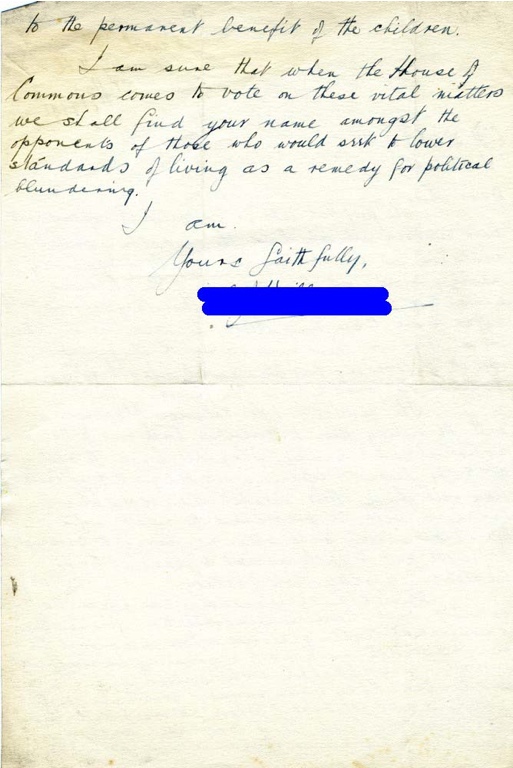 to the permanent benefit of the children.
I am sure that when the House of
Commons comes to vote on these vital matters
we shall find your name amongst the
opponents of those who would seek to lower
standards of living as a remedy for political
blundering.
I am.
Yours faithfully,